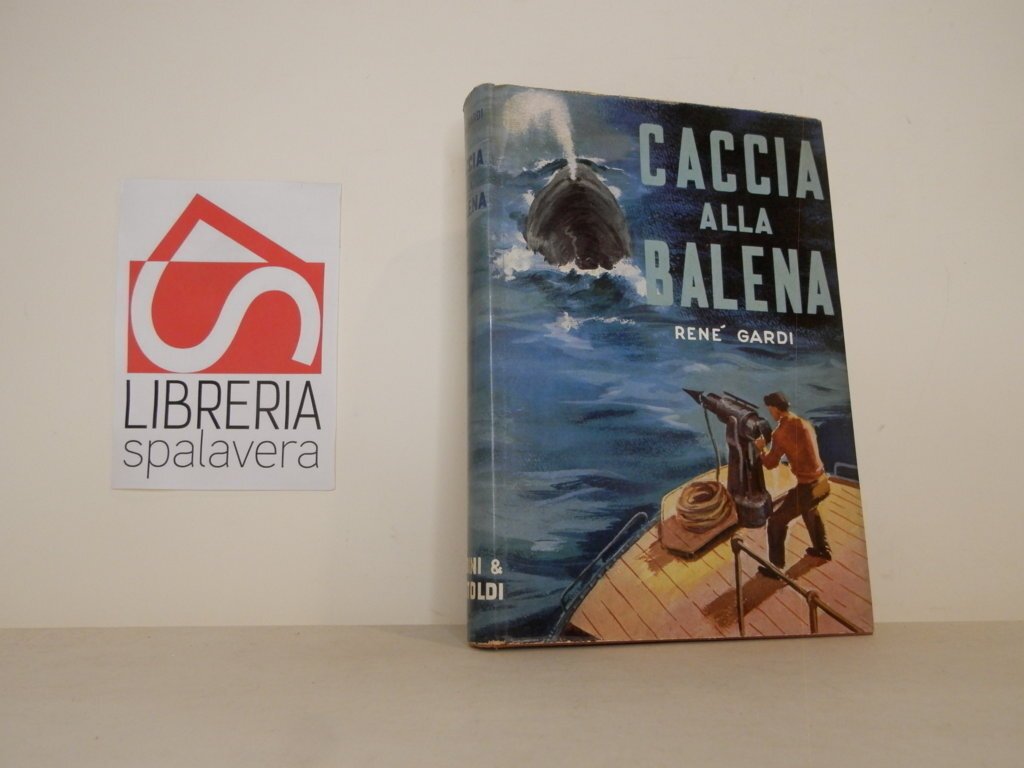 LIBRERIA
spalavera
CACCIA
ALLA
BALENA
RENÉ GARDI